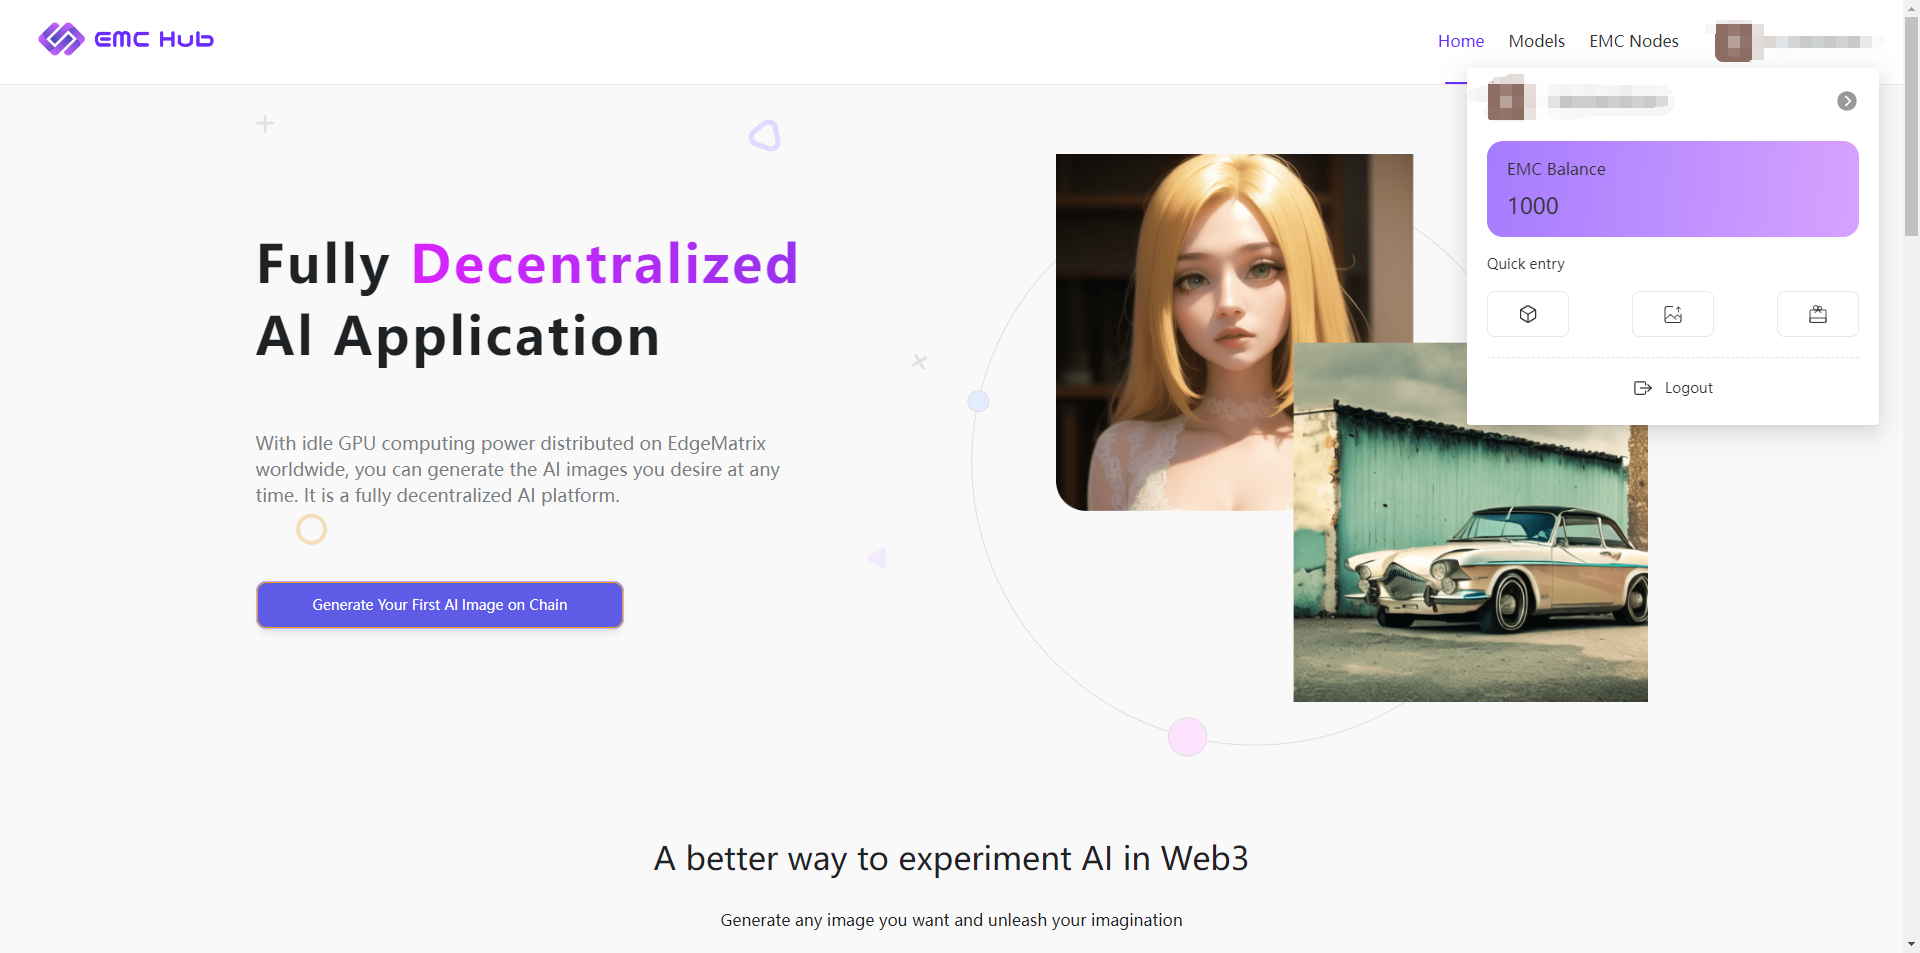 EMC Hub
Home
Models
EMC Nodes
EMC Balance
1000
Quick entry
Logout
Fully Decentralized
AI Application
With idle GPU computing power distributed on EdgeMatrix
worldwide, you can generate the AI images you desire at any
time. It is a fully decentralized AI platform.
Generate Your First AI Image on Chain
A better way to experiment AI in Web3
Generate any image you want and unleash your imagination